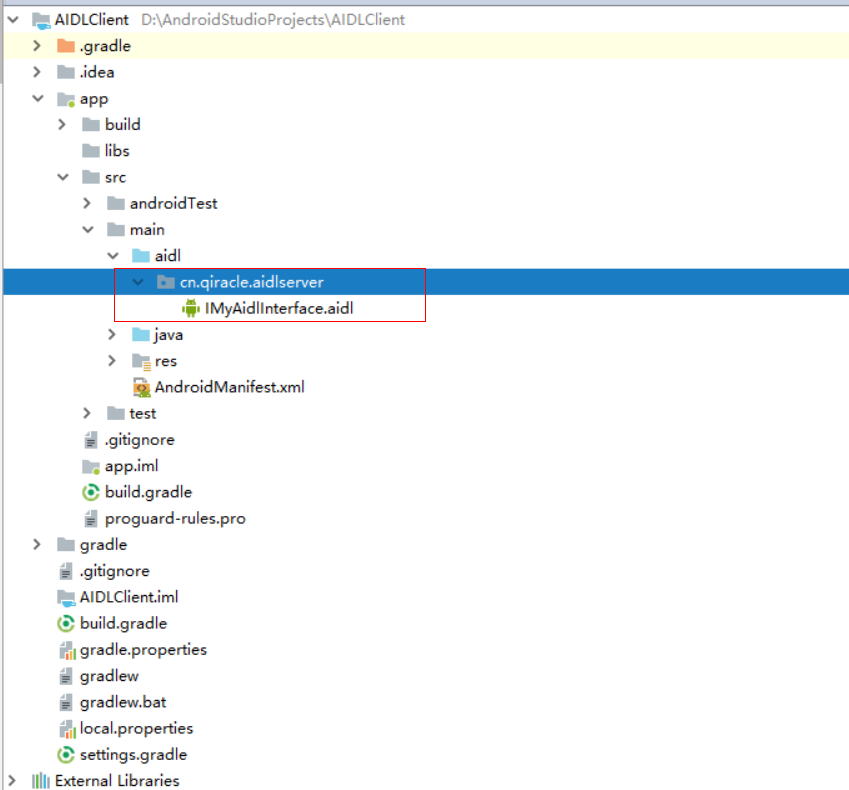 AIDLClient D:\AndroidStudioProjects\AIDLClient
.gradle
.idea
app
build
libs
src
androidTest
main
aidl
cn.qiracle.aidlserver
IMyAidlInterface.aidl
java
res
AndroidManifest.xml
test
.gitignore
app.iml
build.gradle
proguard-rules.pro
gradle
.gitignore
AIDLClient.iml
build.gradle
gradle.properties
gradlew
gradlew.bat
local.properties
settings.gradle
External Libraries